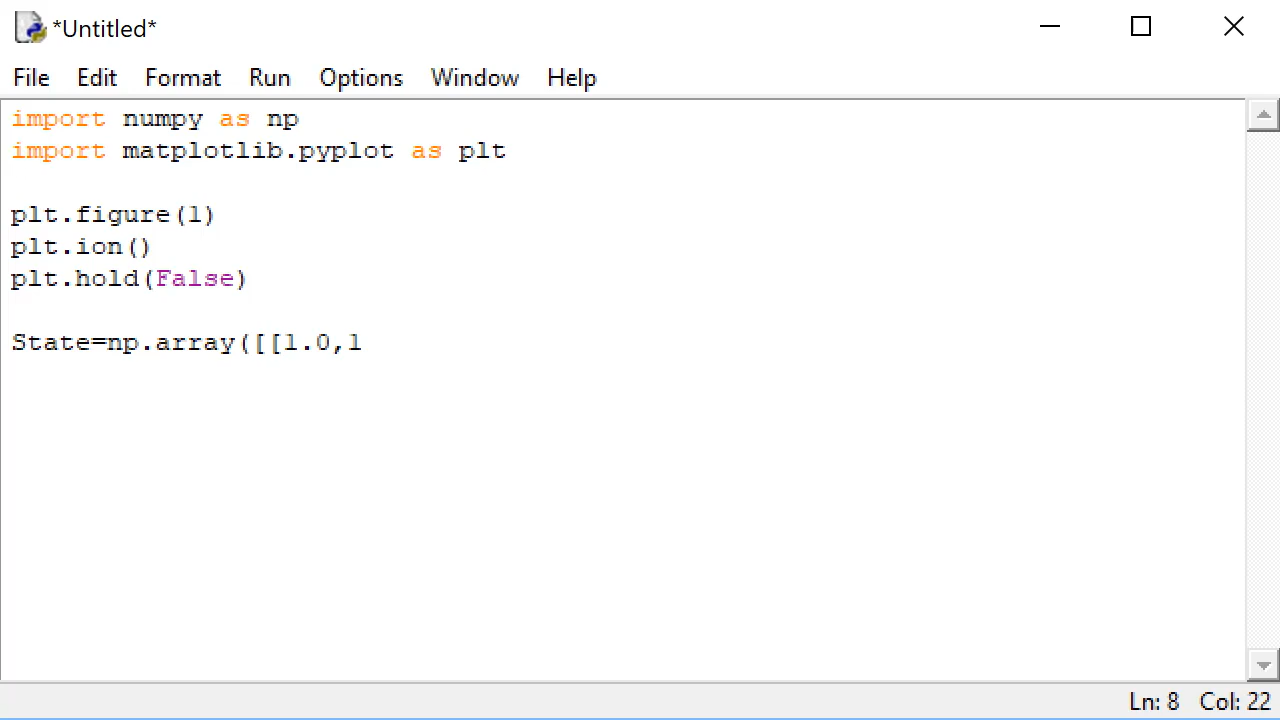 *Untitled*
File Edit Format Run Options Window Help
import numpy as np
import matplotlib.pyplot as plt
plt.figure(1)
plt.ion()
plt.hold(False)
State=np.array([[1.0,1
Ln: 8 Col: 22